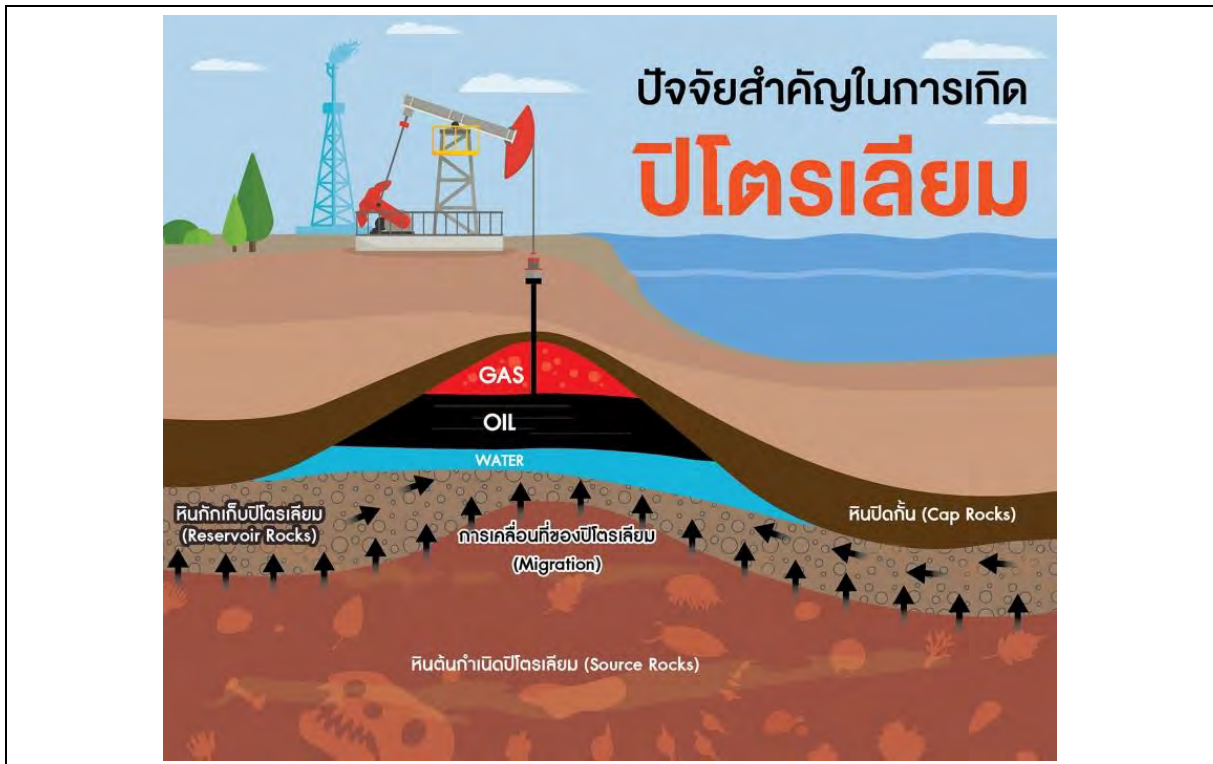 ปัจจัยสำคัญในการเกิด
ปิโตรเลียม
GAS
OIL
WATER
หินกักเก็บปิโตรเลียม
(Reservoir Rocks)
การเคลื่อนที่ของปิโตรเลียม
(Migration)
หินปิดกั้น (Cap Rocks)
หินต้นกำเนิดปิโตรเลียม (Source Rocks)